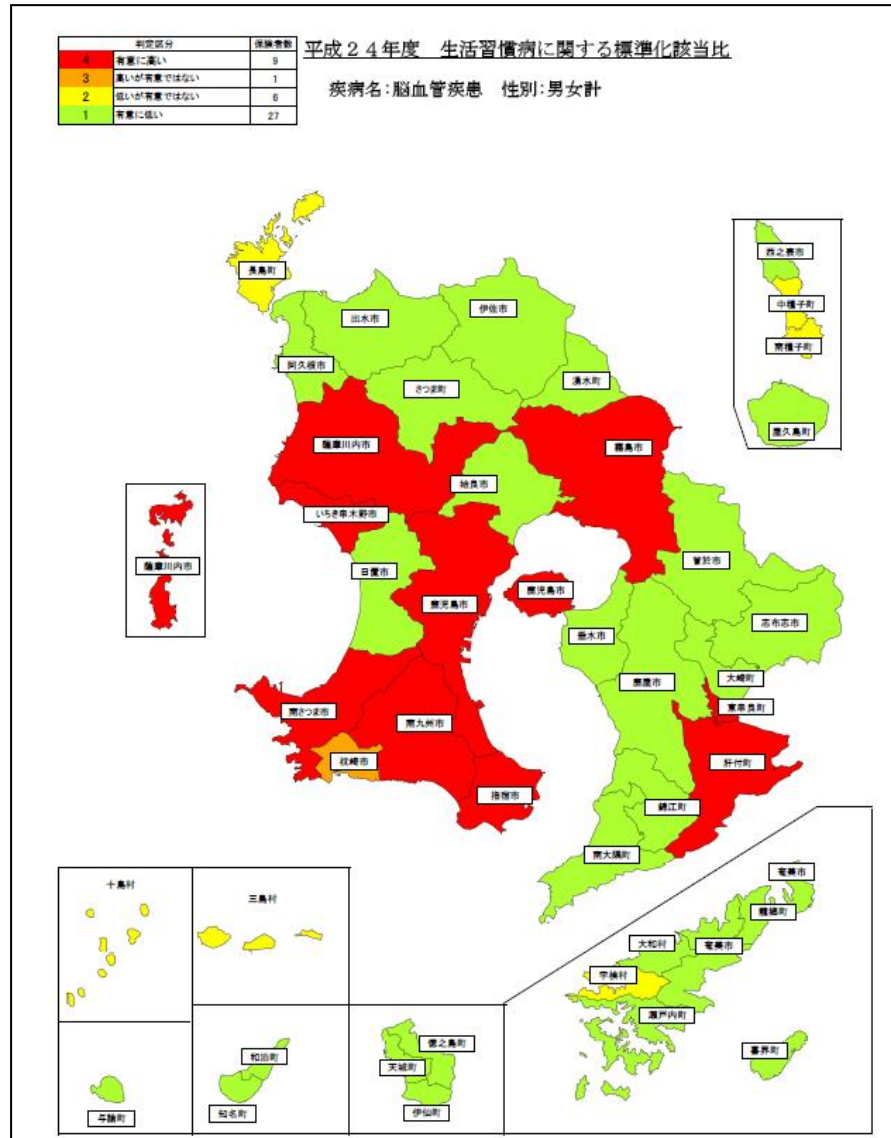 判定区分 保険者数
4 有意に高い 9
3 高いが有意ではない 1
2 低いが有意ではない 6
1 有意に低い 27
平成24年度 生活習慣病に関する標準化該当比
疾病名:脳血管疾患 性別:男女計
長島町
出水市
伊佐市
阿久根市
さつま町
湧水町
西之表市
中種子町
南種子町
屋久島町
薩摩川内市
霧島市
姶良市
いちき串木野市
薩摩川内市
日置市
鹿児島市
鹿児島市
曽於市
志布志市
垂水市
鹿屋市
大崎町
東串良町
南さつま市
南九州市
枕崎市
指宿市
肝付町
錦江町
南大隅町
十島村
三島村
奄美市
龍郷町
大和村
奄美市
宇検村
瀬戸内町
喜界町
与論町
和泊町
知名町
徳之島町
天城町
伊仙町